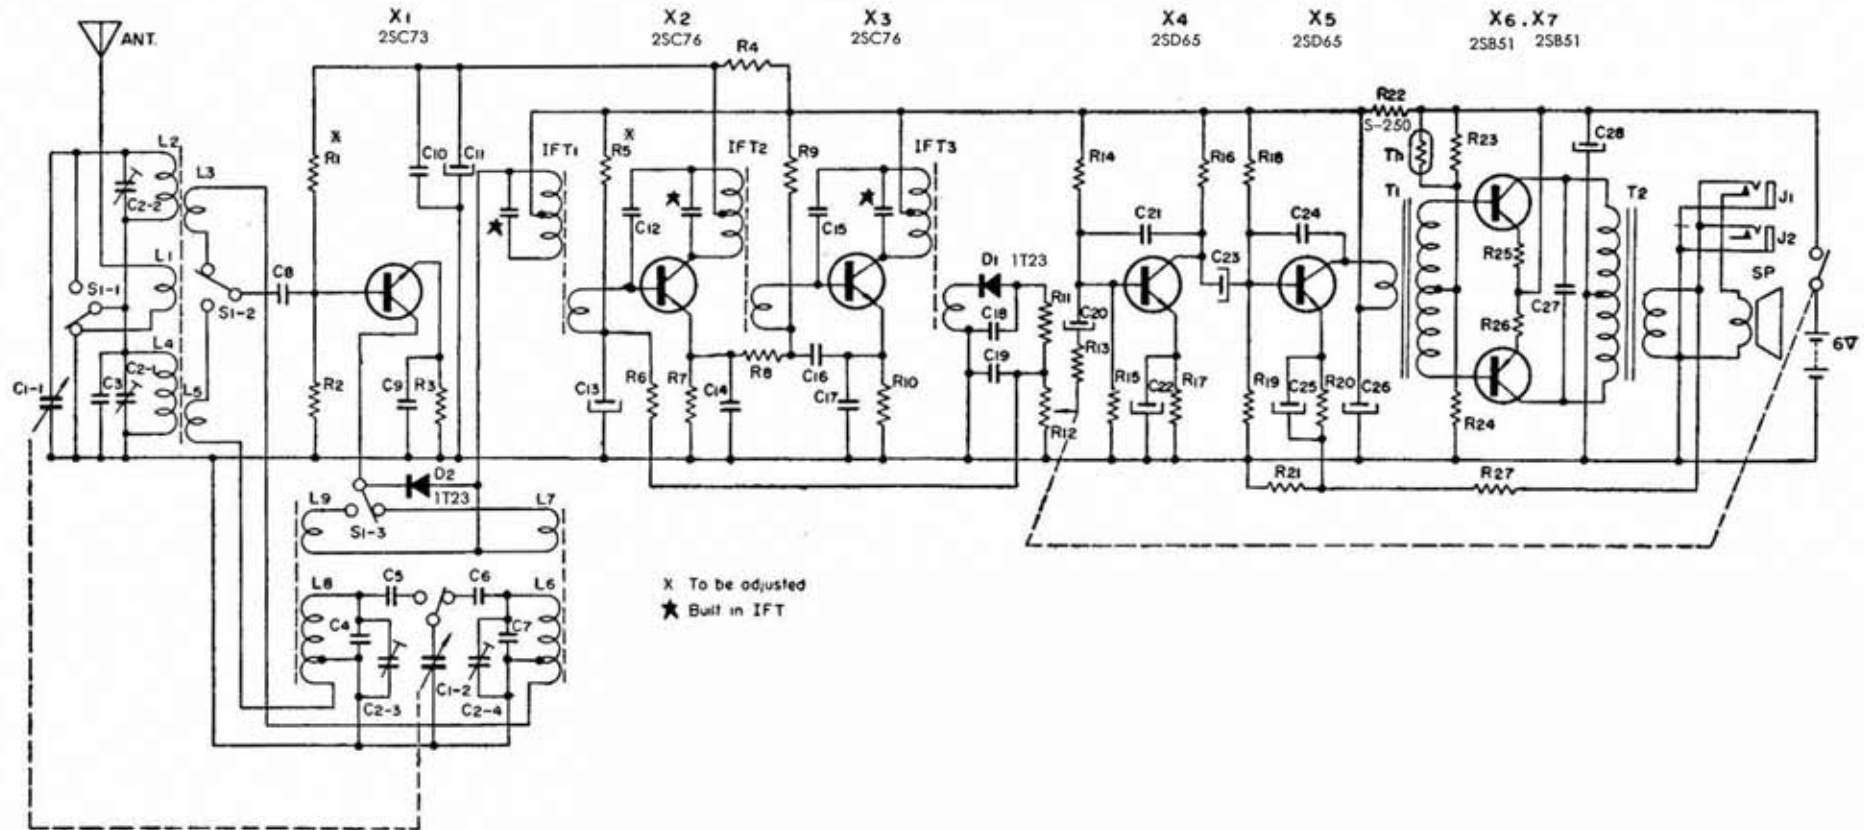 X1
2SC73
X2
2SC76
X3
2SC76
X4
2SD65
X5
2SD65
X6 . X7
2SB51 2SB51
ANT.
R4
R22
S-250
L2
L3
X
R1
C10
C11
IFT1
X
R5
IFT2
R9
IFT3
R14
R16
R18
Th
R23
C28
C2-2
★
C12
★
C15
★
C21
C24
T1
T2
J1
J2
L1
S1-1
C8
S1-2
D1 1T23
C23
R25
SP
R11
C20
C18
R26
C27
6V
L4
C2-1
C3
C1-1
L5
R2
C9
R3
C13
R6
R7
C14
R8
C16
C17
R10
C19
R13
R12
R15
C22
R17
R19
C25
R20
C26
R24
D2
1T23
R21
R27
L9
S1-3
L7
L8
C5
C6
L6
C4
C7
C1-2
C2-3
C2-4
X To be adjusted
★ Built in IFT